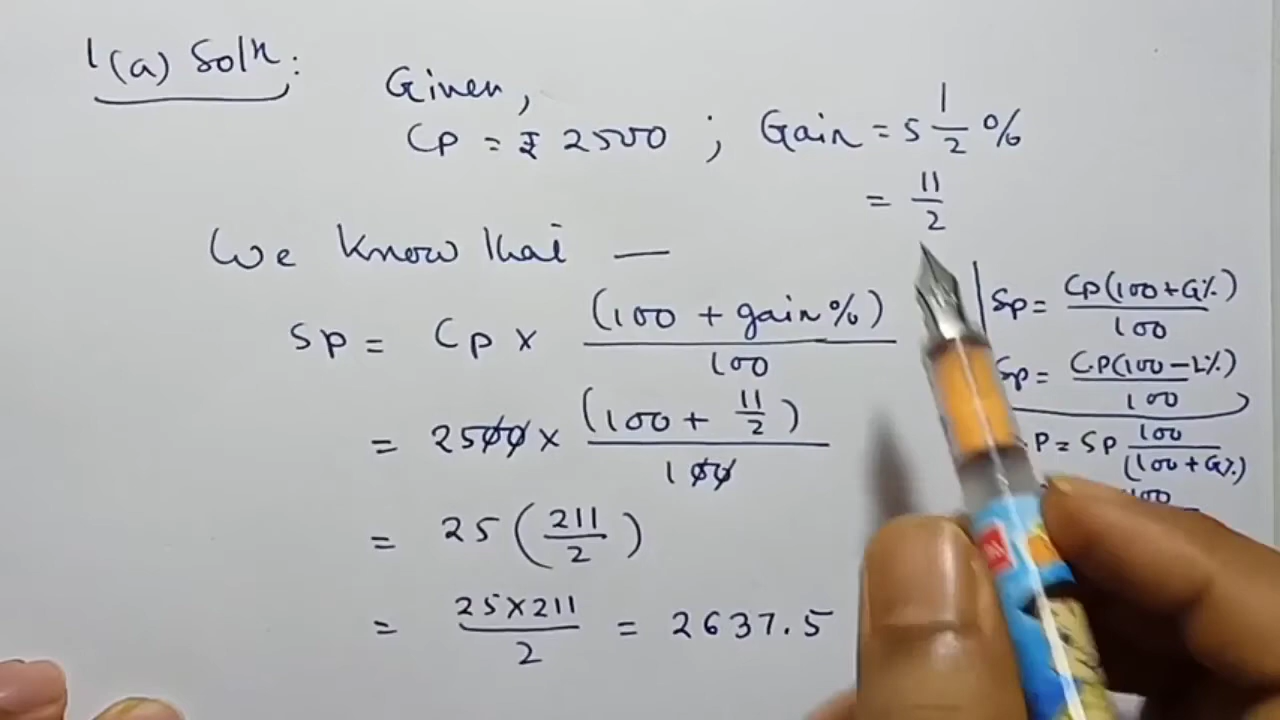 1(a) Solⁿ:
Given,
CP = ₹ 2500 ; Gain = 5 1/2 %
= 11/2
We know that —
SP = CP × (100 + gain%)/100
= 2500 × (100 + 11/2)/100
= 25 (211/2)
= 25×211/2 = 2637.5
SP = CP(100+G%)/100
SP = C.P(100-L%)/100
P = SP 100/(100+G%)
100